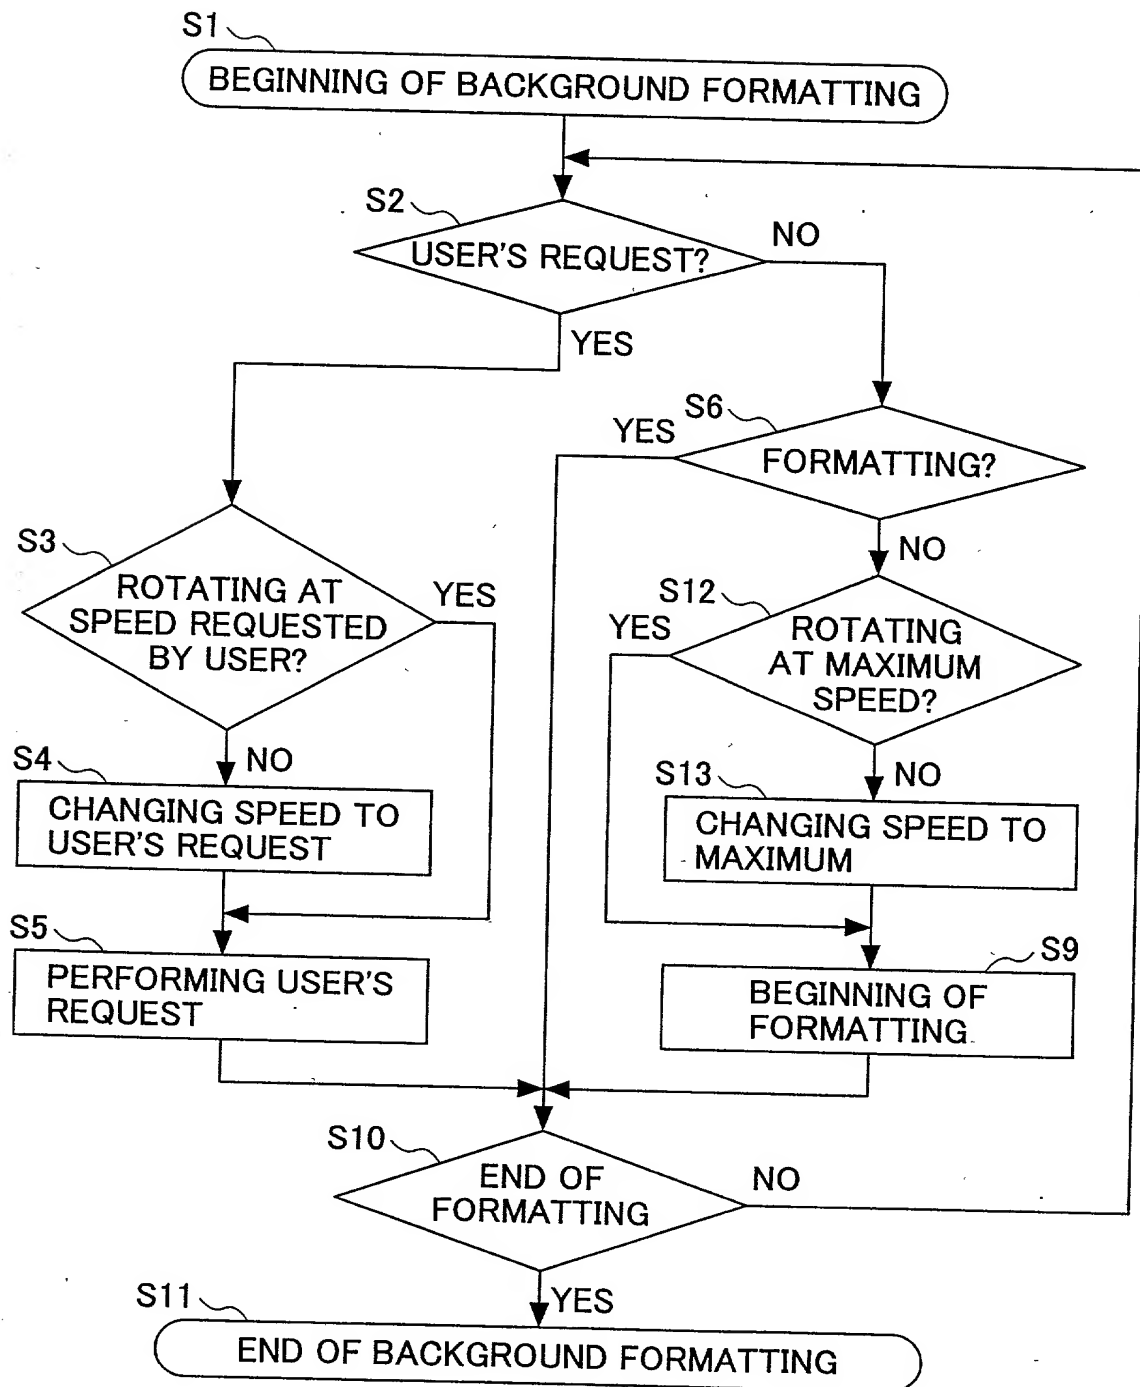 S1
BEGINNING OF BACKGROUND FORMATTING
S2
USER'S REQUEST?
NO
YES
S6
YES
FORMATTING?
NO
S3
ROTATING AT
SPEED REQUESTED
BY USER?
YES
S12
YES
ROTATING
AT MAXIMUM
SPEED?
NO
NO
S4
CHANGING SPEED TO
USER'S REQUEST
S13
CHANGING SPEED TO
MAXIMUM
S5
PERFORMING USER'S
REQUEST
S9
BEGINNING OF
FORMATTING
S10
END OF
FORMATTING
NO
YES
S11
END OF BACKGROUND FORMATTING